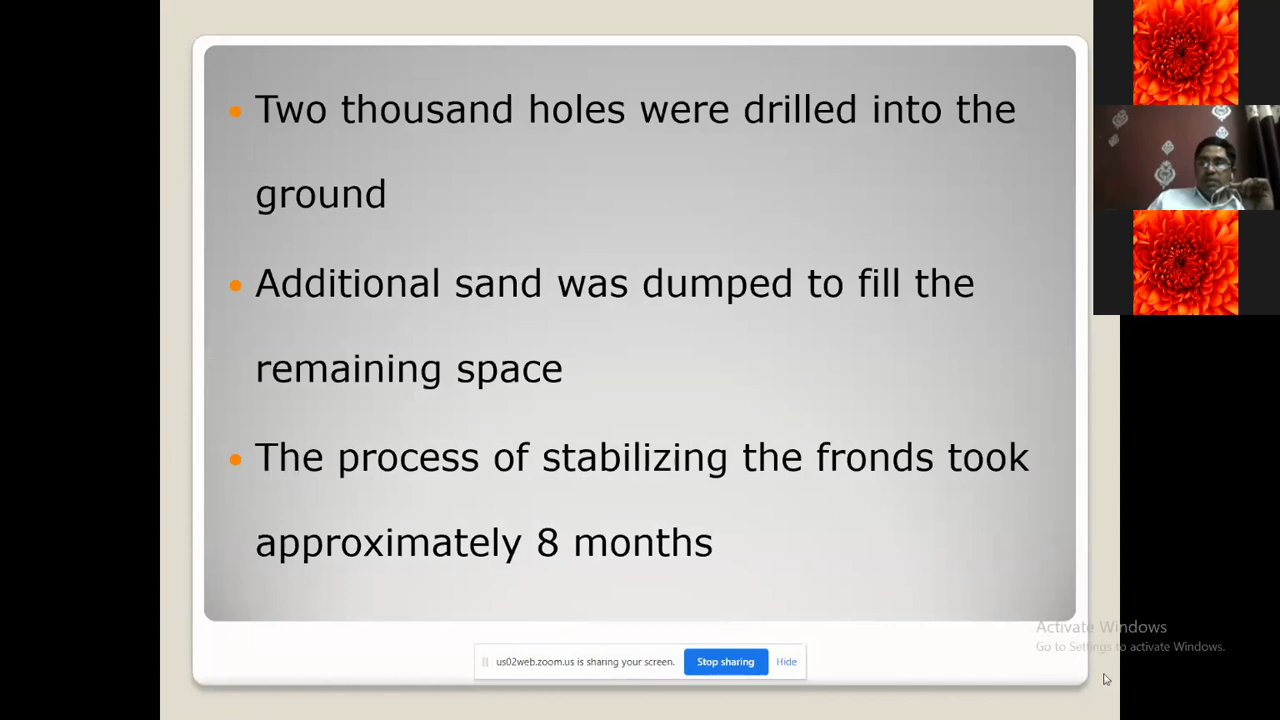 Two thousand holes were drilled into the
ground
Additional sand was dumped to fill the
remaining space
The process of stabilizing the fronds took
approximately 8 months
Activate Windows
Go to Settings to activate Windows.
us02web.zoom.us is sharing your screen.
Stop sharing
Hide